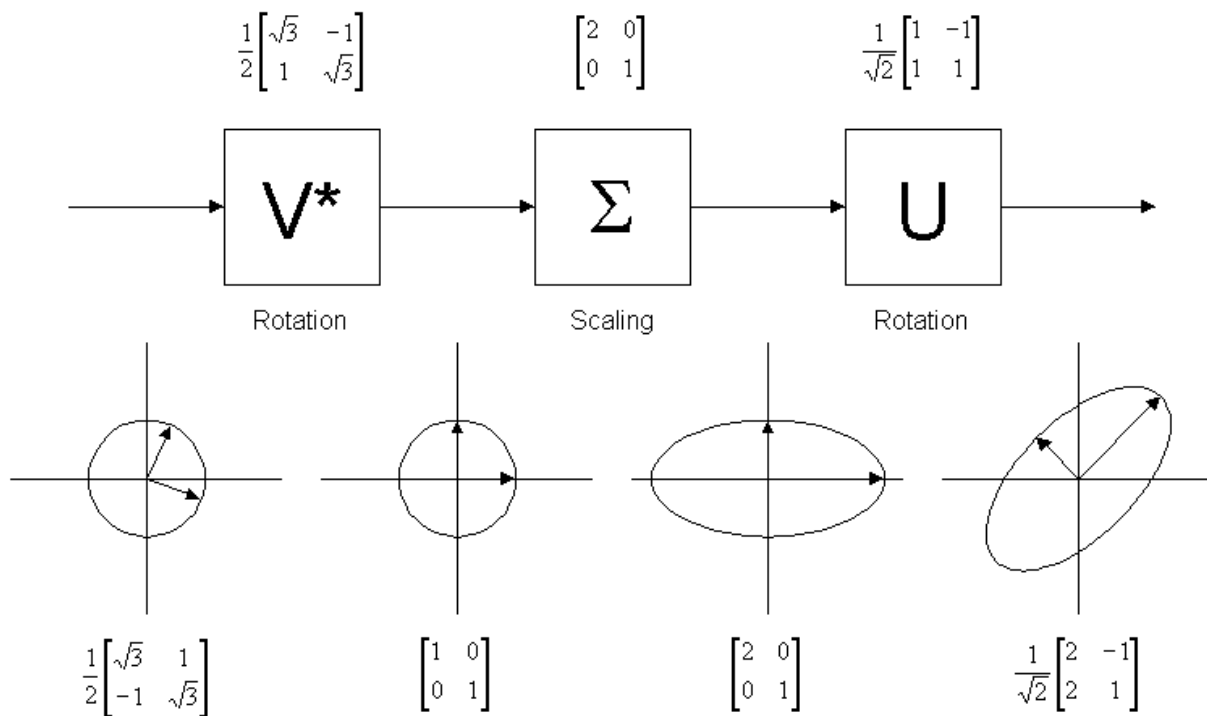 1/2 [√3 -1; 1 √3]
[2 0; 0 1]
1/√2 [1 -1; 1 1]
V*
Σ
U
Rotation
Scaling
Rotation
1/2 [√3 1; -1 √3]
[1 0; 0 1]
[2 0; 0 1]
1/√2 [2 -1; 2 1]